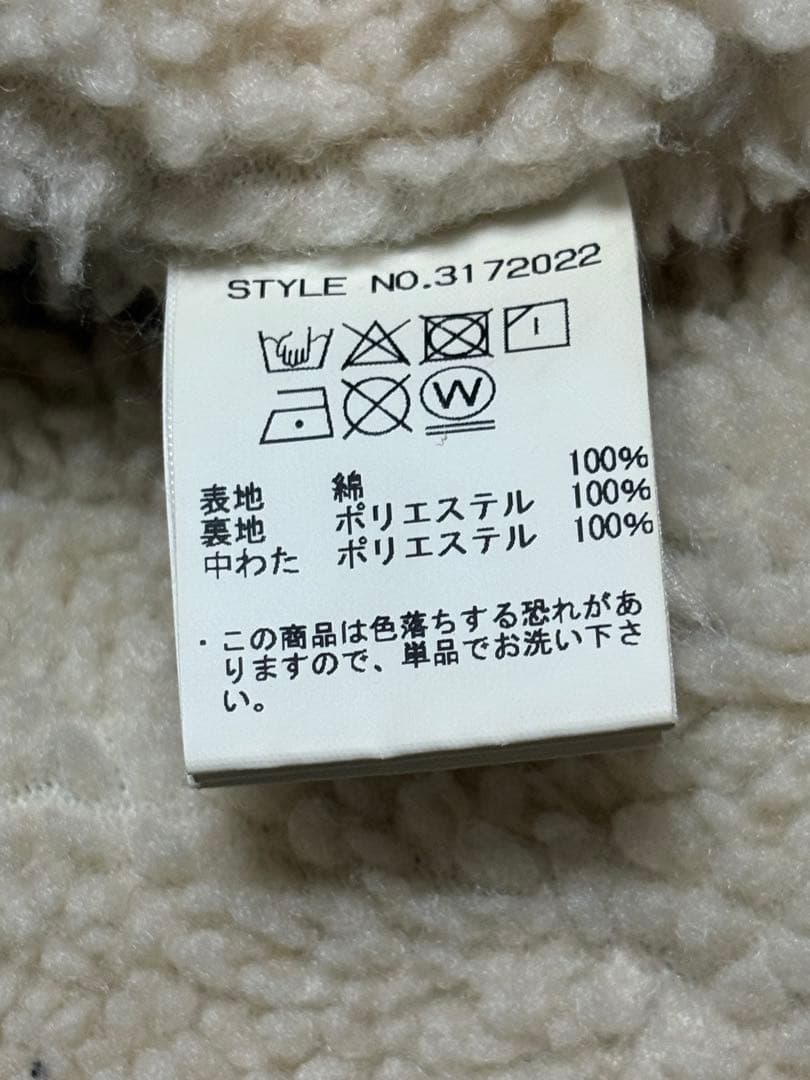 STYLE NO.3172022
W
表地 綿 100%
裏地 ポリエステル 100%
中わた ポリエステル 100%
・この商品は色落ちする恐れがあ
りますので、単品でお洗い下さ
い。